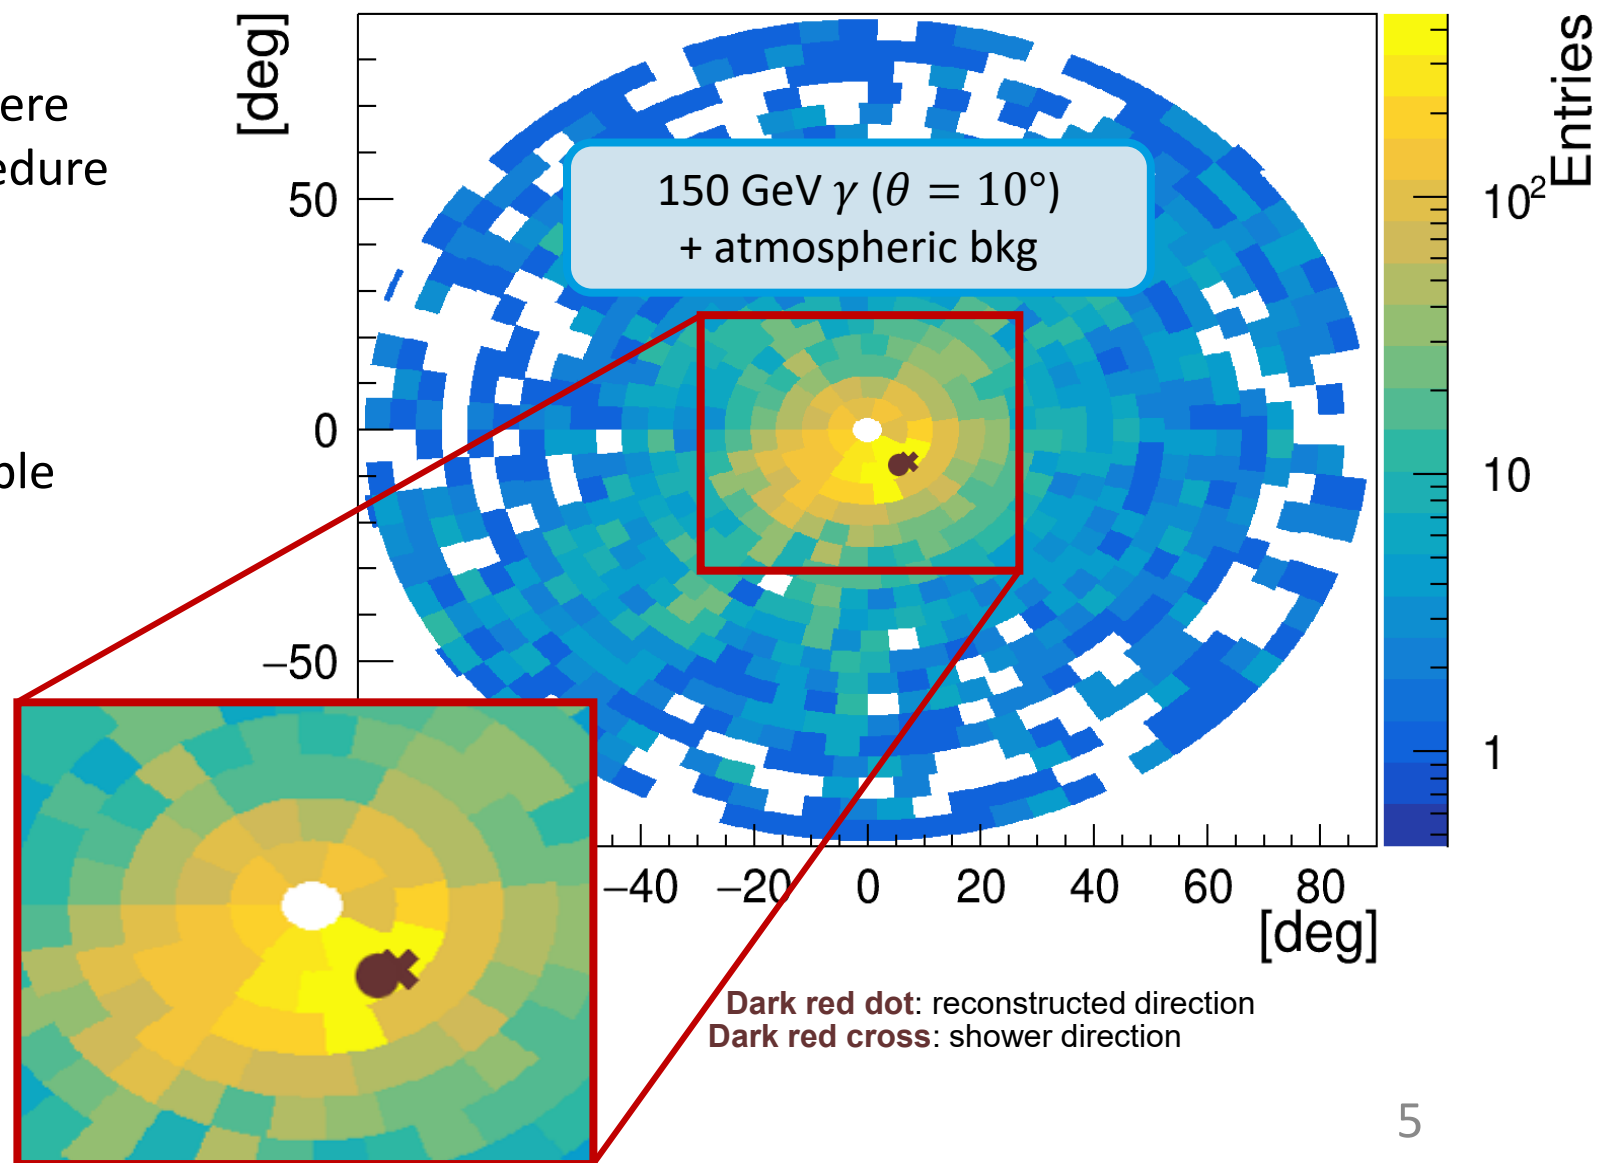 ere
edure
ple
[deg]
50
0
−50
150 GeV γ (θ = 10°)
+ atmospheric bkg
Entries
10²
10
1
−40 −20 0 20 40 60 80
[deg]
Dark red dot: reconstructed direction
Dark red cross: shower direction
5